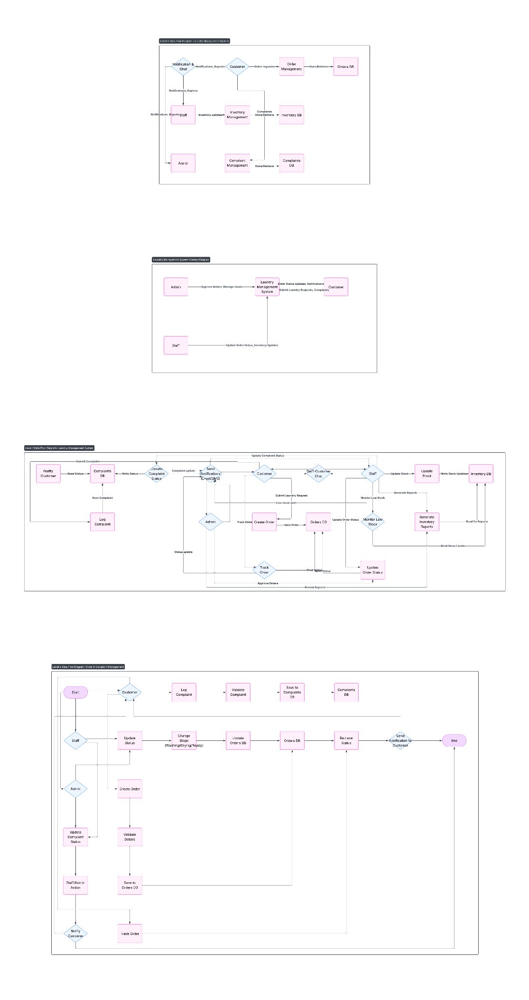 Level 0 Data Flow Diagram: Laundry Management System
Notification &
Chat
Notifications, Reports
Customer
Order requests
Order
Management
Store/Retrieve
Orders DB
Notifications, Reports
Notifications, Reports
Staff
Inventory updates
Inventory
Management
Complaints
Store/Retrieve
Inventory DB
Admin
Complaint
Management
Store/Retrieve
Complaints
DB
Laundry Management System Context Diagram
Admin
Approve Orders, Manage Users
Laundry
Management
System
Order Status Updates, Notifications
Submit Laundry Requests, Complaints
Customer
Staff
Update Order Status, Inventory Updates
Level 1 Data Flow Diagram: Laundry Management System
Update Complaint Status
Submit Complaint
Notify
Customer
Read Status
Complaints
DB
Write Status
Update
Complaint
Status
Complaint update
Send
Notifications
(Email/SMS)
Customer
Staff-Customer
Chat
Staff
Update Stock
Update
Stock
Write Stock Updates
Inventory DB
Save Complaint
Submit Laundry Request
Low stock alert
Monitor Low Stock
Generate Reports
Log
Complaint
Admin
Track Order
Create Order
Save Order
Orders DB
Update Order Status
Monitor Low
Stock
Generate
Inventory
Reports
Read for Reports
Read Stock Levels
Status update
Track
Order
Read Status
Write Status
Update
Order Status
Approve Orders
Review Reports
Level 2 Data Flow Diagram: Order & Complaint Management
Start
Customer
Log
Complaint
Validate
Complaint
Save to
Complaints
DB
Complaints
DB
Staff
Update
Status
Change
Stage
(Washing/Drying/Ready)
Update
Orders DB
Orders DB
Retrieve
Status
Send
Notification to
Customer
End
Admin
Create Order
Update
Complaint
Status
Validate
Details
Staff/Admin
Action
Save to
Orders DB
Notify
Customer
Track Order